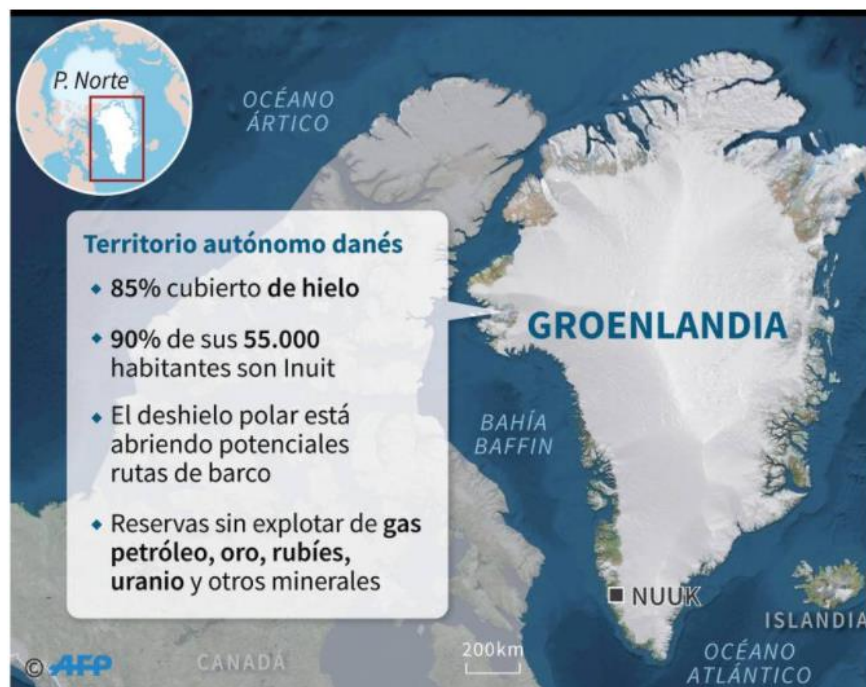 P. Norte
OCÉANO
ÁRTICO
Territorio autónomo danés
85% cubierto de hielo
90% de sus 55.000
habitantes son Inuit
El deshielo polar está
abriendo potenciales
rutas de barco
Reservas sin explotar de gas
petróleo, oro, rubíes,
uranio y otros minerales
GROENLANDIA
BAHÍA
BAFFIN
NUUK
ISLANDIA
OCÉANO
ATLÁNTICO
200km
CANADÁ
© AFP